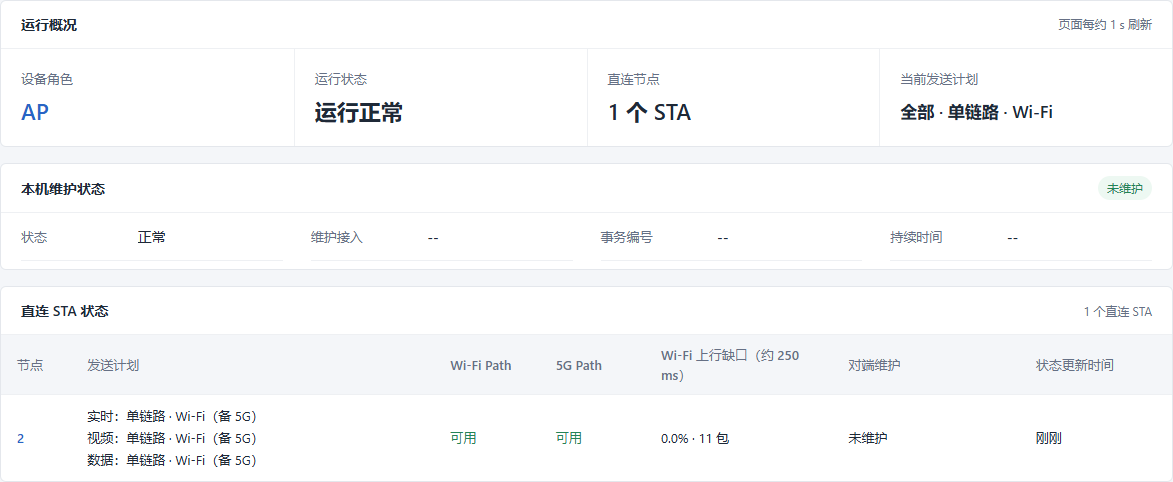 运行概况
页面每约 1 s 刷新
设备角色
运行状态
直连节点
当前发送计划
AP
运行正常
1 个 STA
全部 · 单链路 · Wi-Fi
本机维护状态
未维护
状态
正常
维护接入
--
事务编号
--
持续时间
--
直连 STA 状态
1 个直连 STA
节点
发送计划
Wi-Fi Path
5G Path
Wi-Fi 上行缺口（约 250
ms）
对端维护
状态更新时间
2
实时：单链路 · Wi-Fi（备 5G）
视频：单链路 · Wi-Fi（备 5G）
数据：单链路 · Wi-Fi（备 5G）
可用
可用
0.0% · 11 包
未维护
刚刚